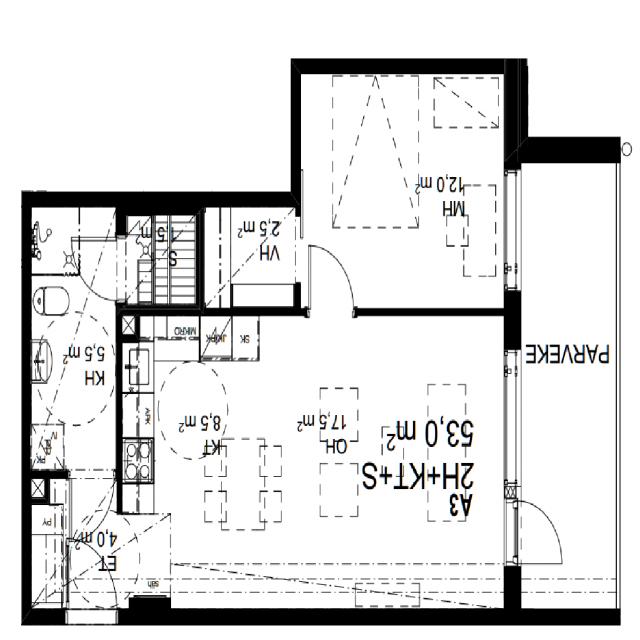 A3
2H+KT+S
53,0 m²
MH
12,0 m²
VH
2,5 m²
S
1,5 m²
KH
5,5 m²
KT
8,5 m²
OH
17,5 m²
ET
4,0 m²
PARVEKE
SK
JK/PK
MIKRO
APK
PY
PK
säh